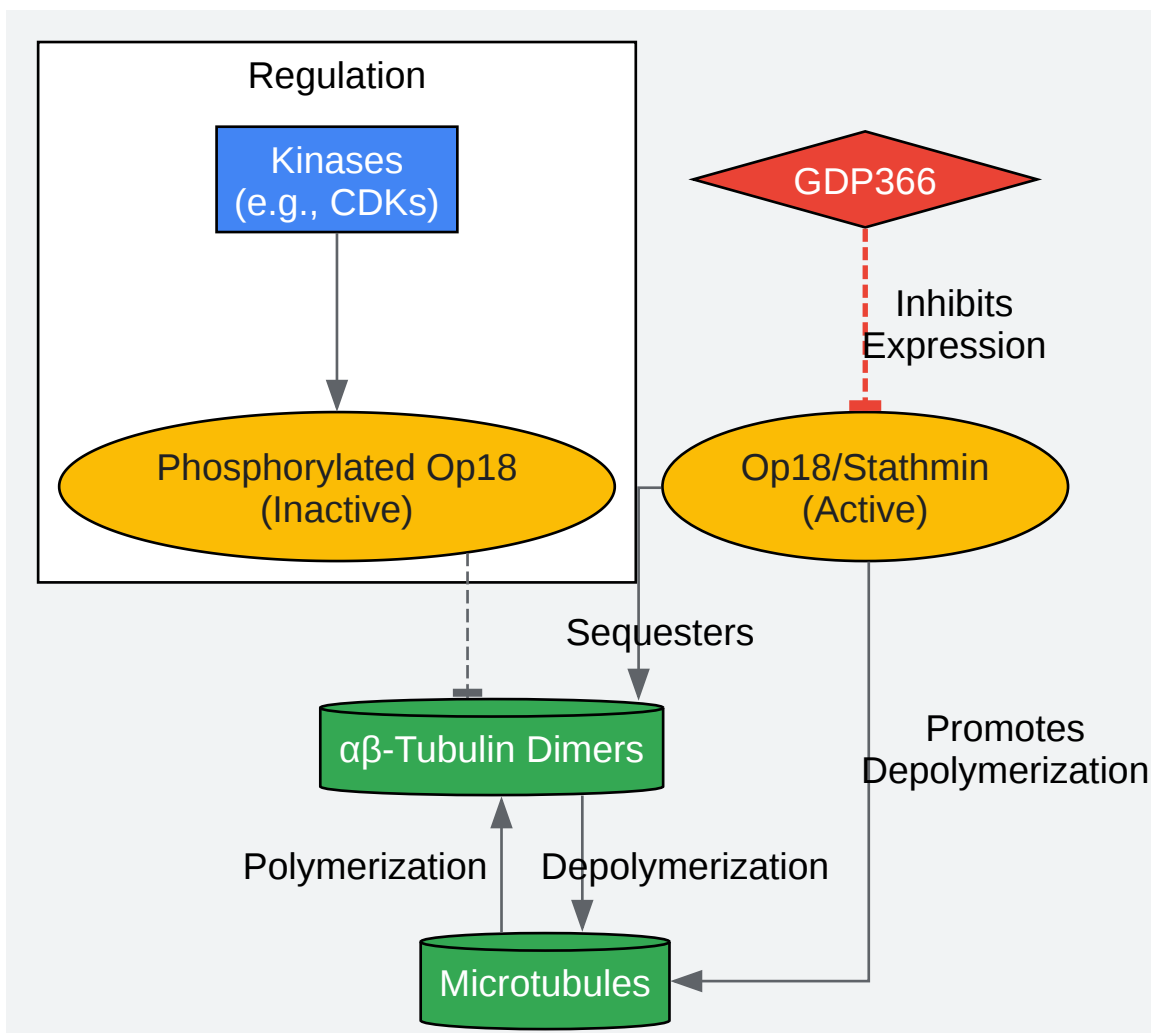 Regulation
Kinases
(e.g., CDKs)
GDP366
Inhibits
Expression
Phosphorylated Op18
(Inactive)
Op18/Stathmin
(Active)
Sequesters
αβ-Tubulin Dimers
Promotes
Depolymerization
Polymerization
Depolymerization
Microtubules